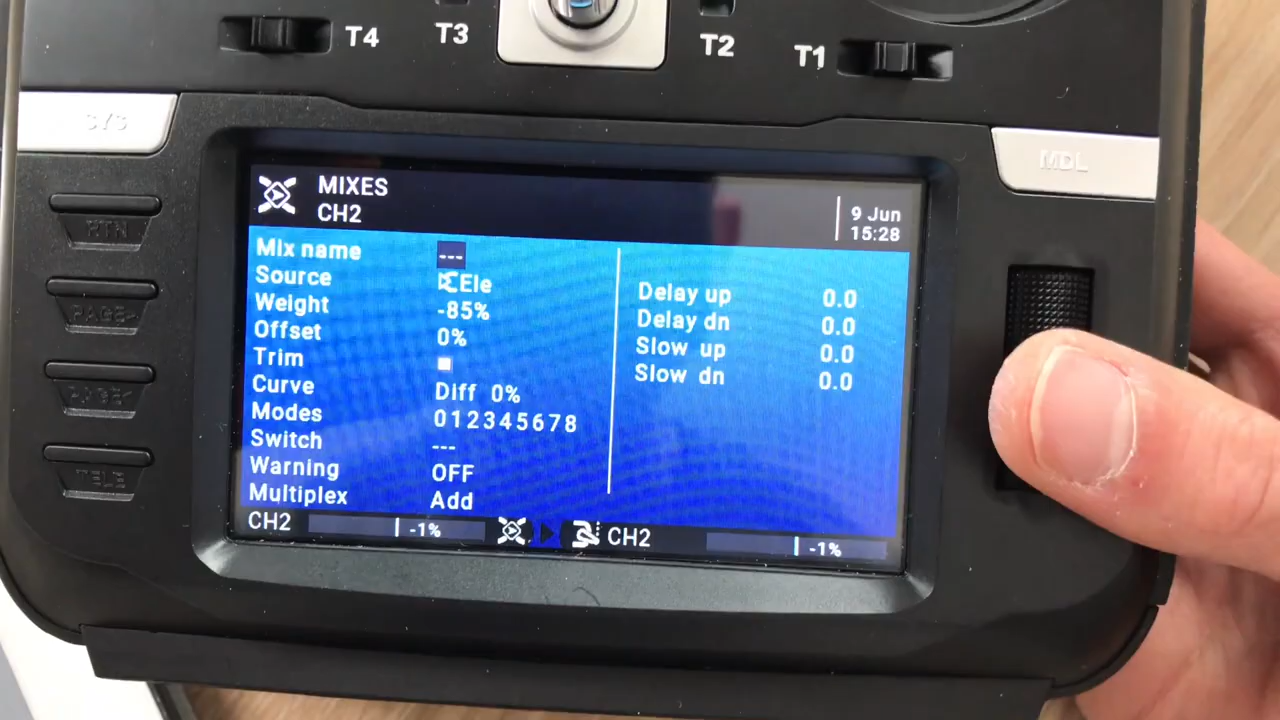 T4
T3
T2
T1
SYS
MDL
RTN
PAGE>
PAGE<
TELE
MIXES
CH2
9 Jun
15:28
Mix name ---
Source Ele
Weight -85%
Offset 0%
Trim
Curve Diff 0%
Modes 012345678
Switch ---
Warning OFF
Multiplex Add
Delay up 0.0
Delay dn 0.0
Slow up 0.0
Slow dn 0.0
CH2 -1% CH2 -1%